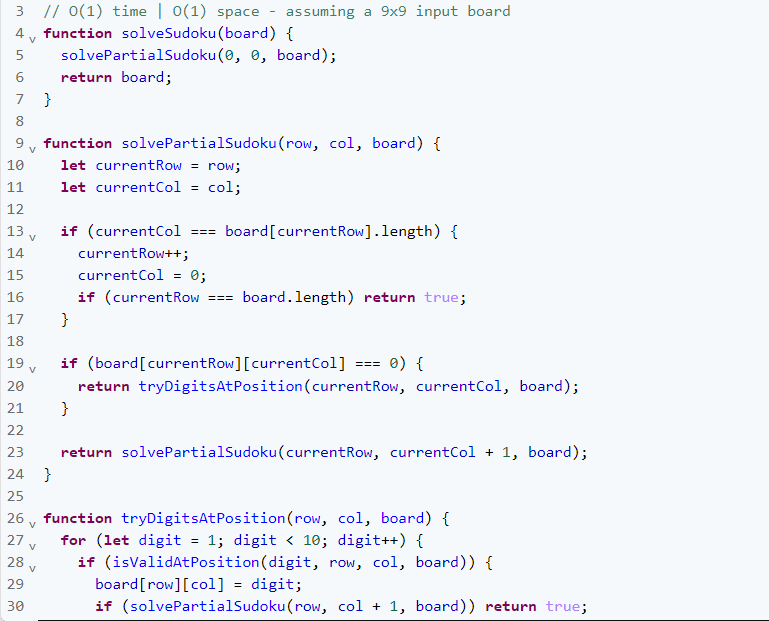 3 // O(1) time | O(1) space - assuming a 9x9 input board
4 function solveSudoku(board) {
5   solvePartialSudoku(0, 0, board);
6   return board;
7 }
8
9 function solvePartialSudoku(row, col, board) {
10   let currentRow = row;
11   let currentCol = col;
12
13   if (currentCol === board[currentRow].length) {
14     currentRow++;
15     currentCol = 0;
16     if (currentRow === board.length) return true;
17   }
18
19   if (board[currentRow][currentCol] === 0) {
20     return tryDigitsAtPosition(currentRow, currentCol, board);
21   }
22
23   return solvePartialSudoku(currentRow, currentCol + 1, board);
24 }
25
26 function tryDigitsAtPosition(row, col, board) {
27   for (let digit = 1; digit < 10; digit++) {
28     if (isValidAtPosition(digit, row, col, board)) {
29       board[row][col] = digit;
30       if (solvePartialSudoku(row, col + 1, board)) return true;